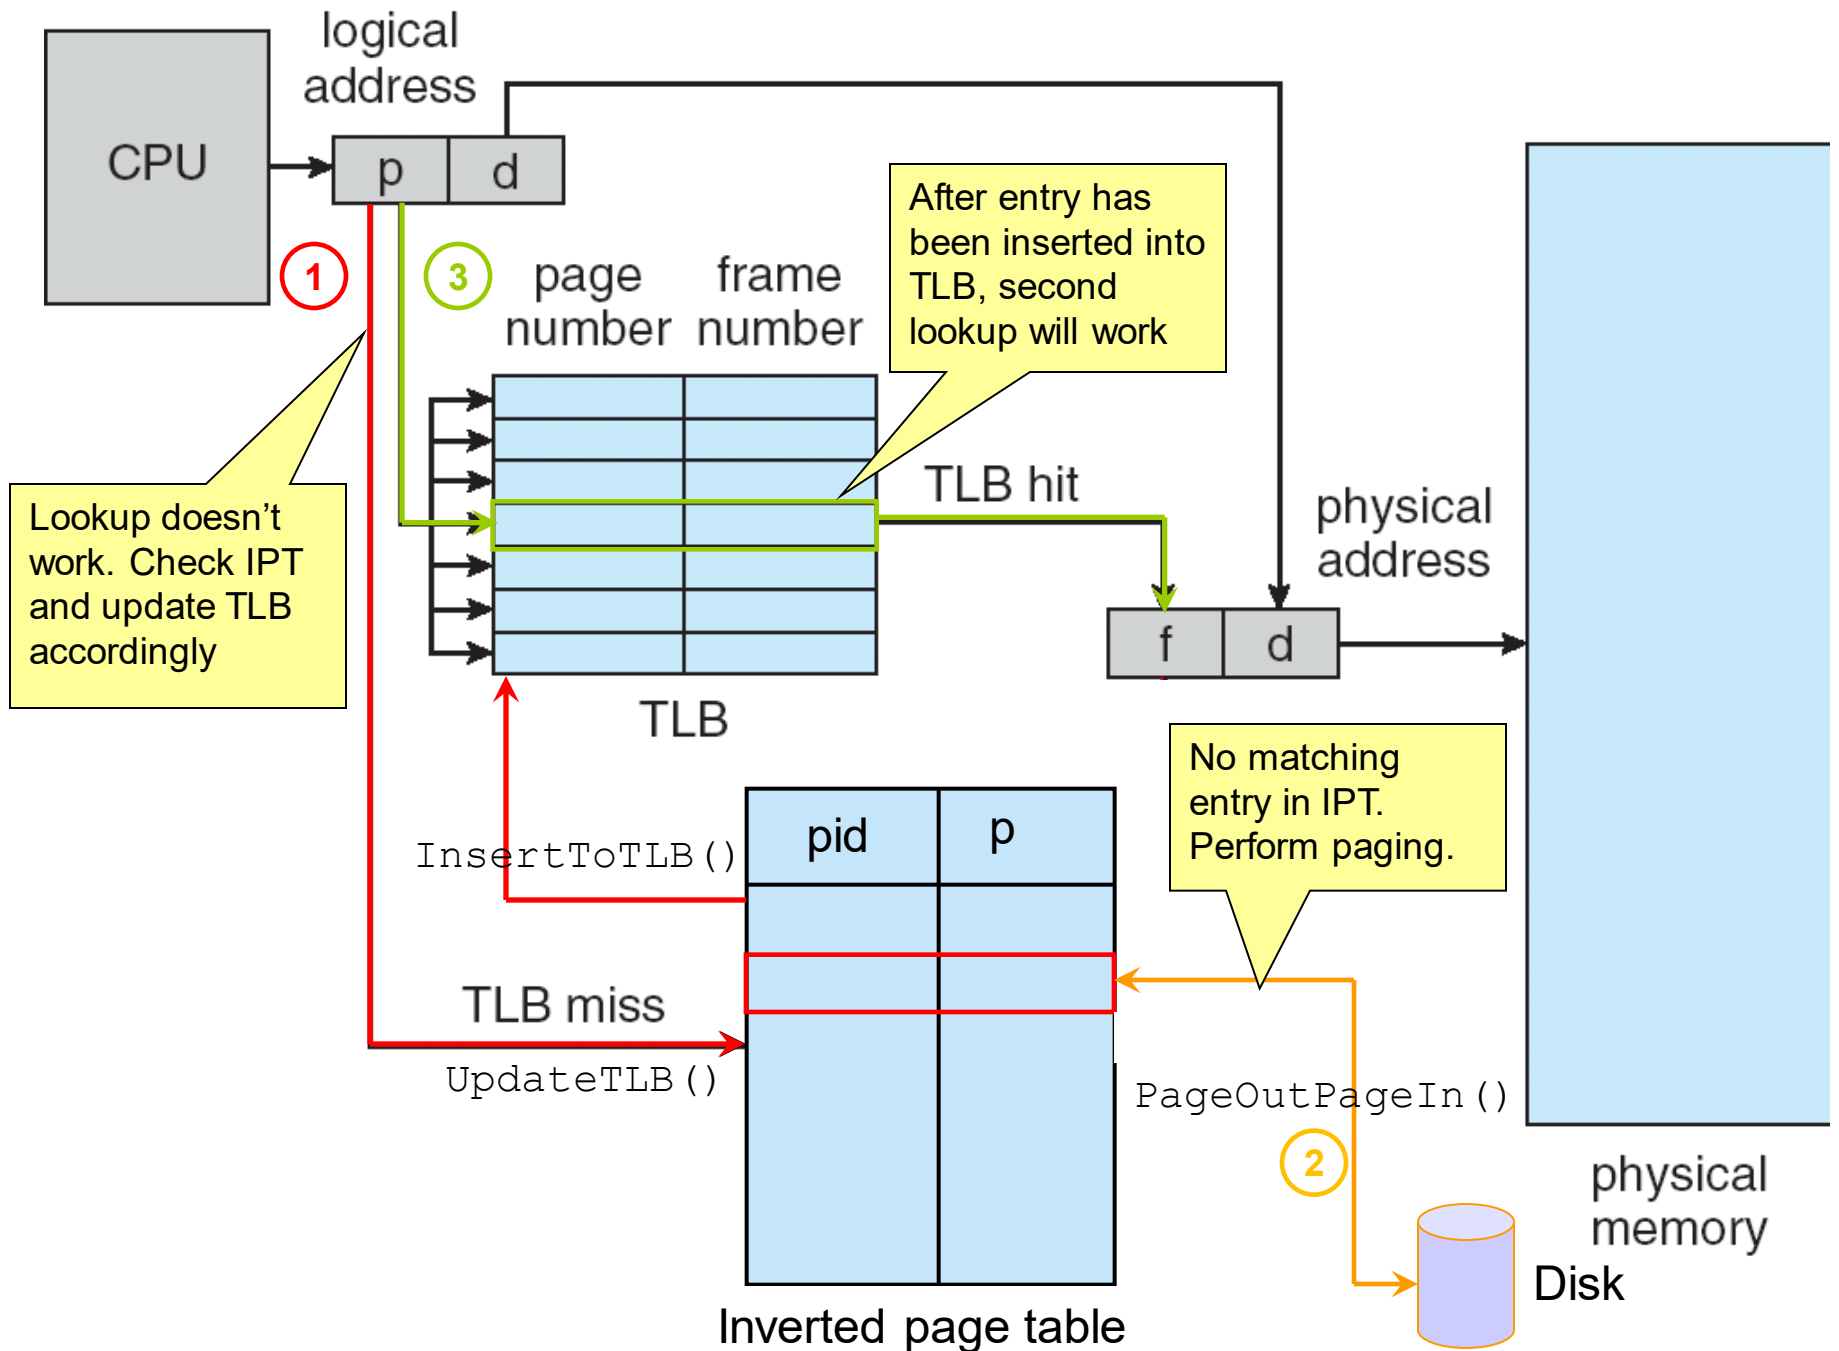 logical
address
CPU
p
d
1
3
After entry has
been inserted into
TLB, second
lookup will work
page
number
frame
number
Lookup doesn't
work. Check IPT
and update TLB
accordingly
TLB hit
physical
address
f
d
TLB
No matching
entry in IPT.
Perform paging.
pid
p
InsertToTLB()
TLB miss
UpdateTLB()
PageOutPageIn()
2
physical
memory
Disk
Inverted page table